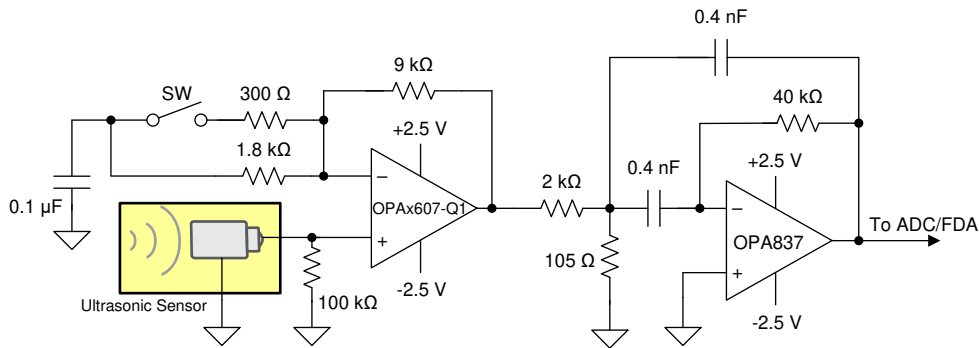 0.4 nF
9 kΩ
SW
300 Ω
40 kΩ
+2.5 V
1.8 kΩ
+2.5 V
0.4 nF
2 kΩ
−
0.1 µF
OPAx607-Q1
−
To ADC/FDA
OPA837
+
105 Ω
+
-2.5 V
100 kΩ
Ultrasonic Sensor
-2.5 V